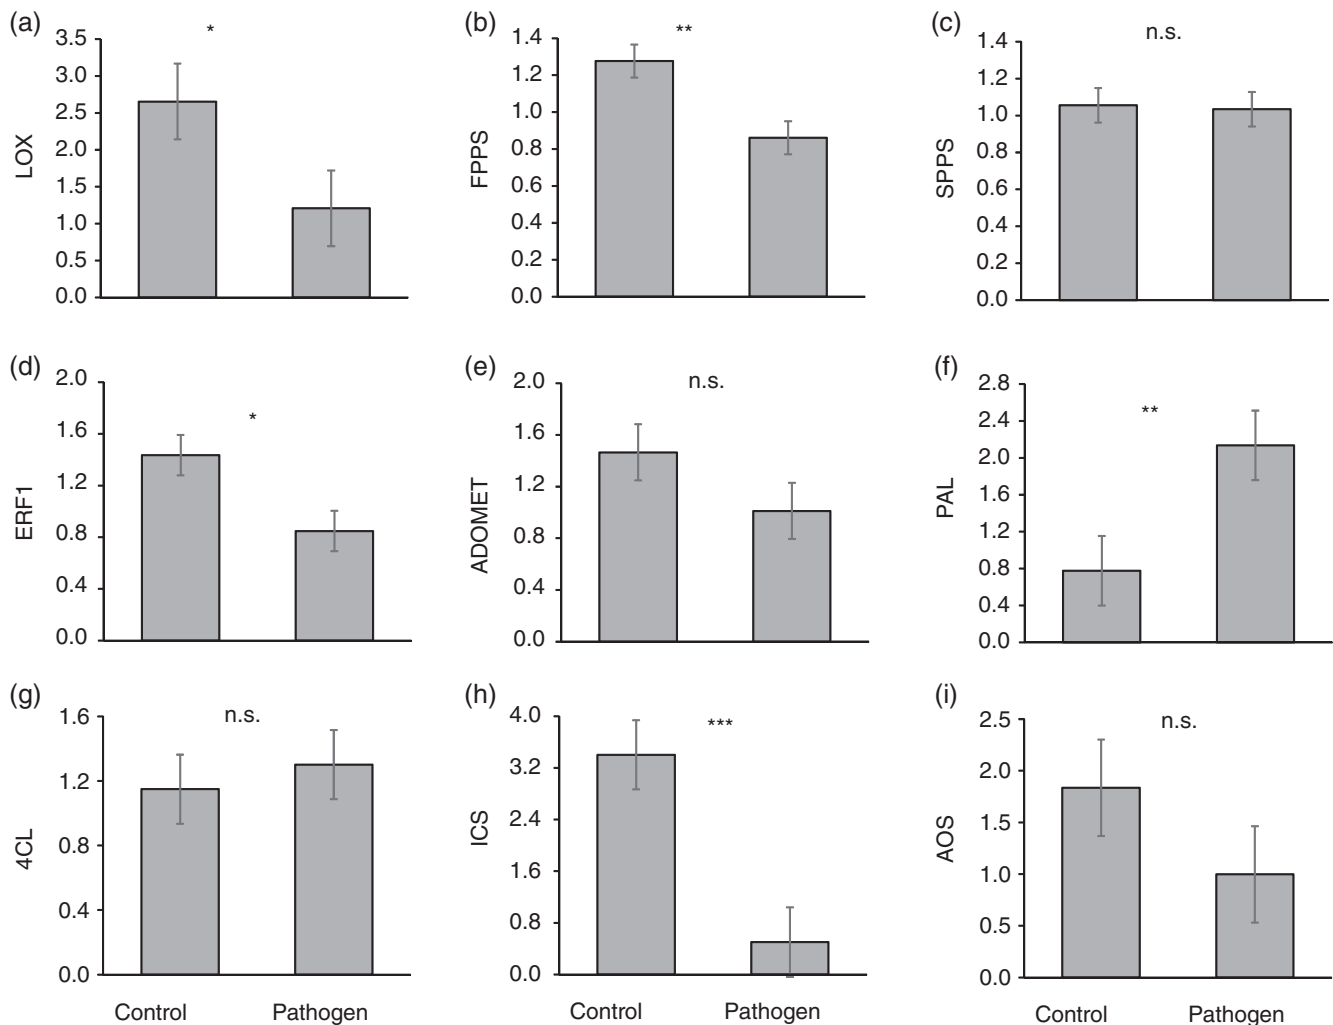 (a)
*
3.5
3.0
2.5
2.0
1.5
1.0
0.5
0.0
LOX
(b)
**
1.4
1.2
1.0
0.8
0.6
0.4
0.2
0.0
FPPS
(c)
n.s.
1.4
1.2
1.0
0.8
0.6
0.4
0.2
0.0
SPPS
(d)
*
2.0
1.6
1.2
0.8
0.4
0.0
ERF1
(e)
n.s.
2.0
1.6
1.2
0.8
0.4
0.0
ADOMET
(f)
**
2.8
2.4
2.0
1.6
1.2
0.8
0.4
0.0
PAL
(g)
n.s.
1.6
1.2
0.8
0.4
0.0
4CL
Control Pathogen
(h)
***
4.0
3.2
2.4
1.6
0.8
0.0
ICS
Control Pathogen
(i)
n.s.
2.5
2.0
1.5
1.0
0.5
0.0
AOS
Control Pathogen